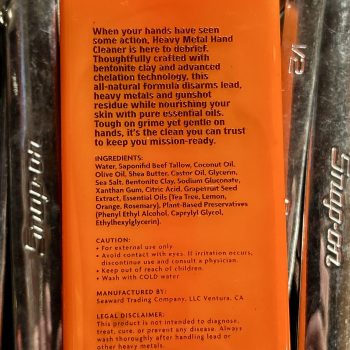 When your hands have seen
some action, Heavy Metal Hand
Cleaner is here to debrief.
Thoughtfully crafted with
bentonite clay and advanced
chelation technology, this
all-natural formula disarms lead,
heavy metals and gunshot
residue while nourishing your
skin with pure essential oils.
Tough on grime yet gentle on
hands, it's the clean you can trust
to keep you mission-ready.
INGREDIENTS:
Water, Saponifid Beef Tallow, Coconut Oil,
Olive Oil, Shea Butter, Castor Oil, Glycerin,
Sea Salt, Bentonite Clay, Sodium Gluconate,
Xanthan Gum, Citric Acid, Grapefruit Seed
Extract, Essential Oils (Tea Tree, Lemon,
Orange, Rosemary), Plant-Based Preservatives
(Phenyl Ethyl Alcohol, Caprylyl Glycol,
Ethylhexylglycerin).
CAUTION:
• For external use only
• Avoid contact with eyes. If irritation occurs,
discontinue use and consult a physician.
• Keep out of reach of children.
• Wash with COLD water
MANUFACTURED BY:
Seaward Trading Company, LLC Ventura, CA
LEGAL DISCLAIMER:
This product is not intended to diagnose,
treat, cure, or prevent any disease. Always
wash thoroughly after handling lead or
other heavy metals.
Snap-on
1/2
Snap-on